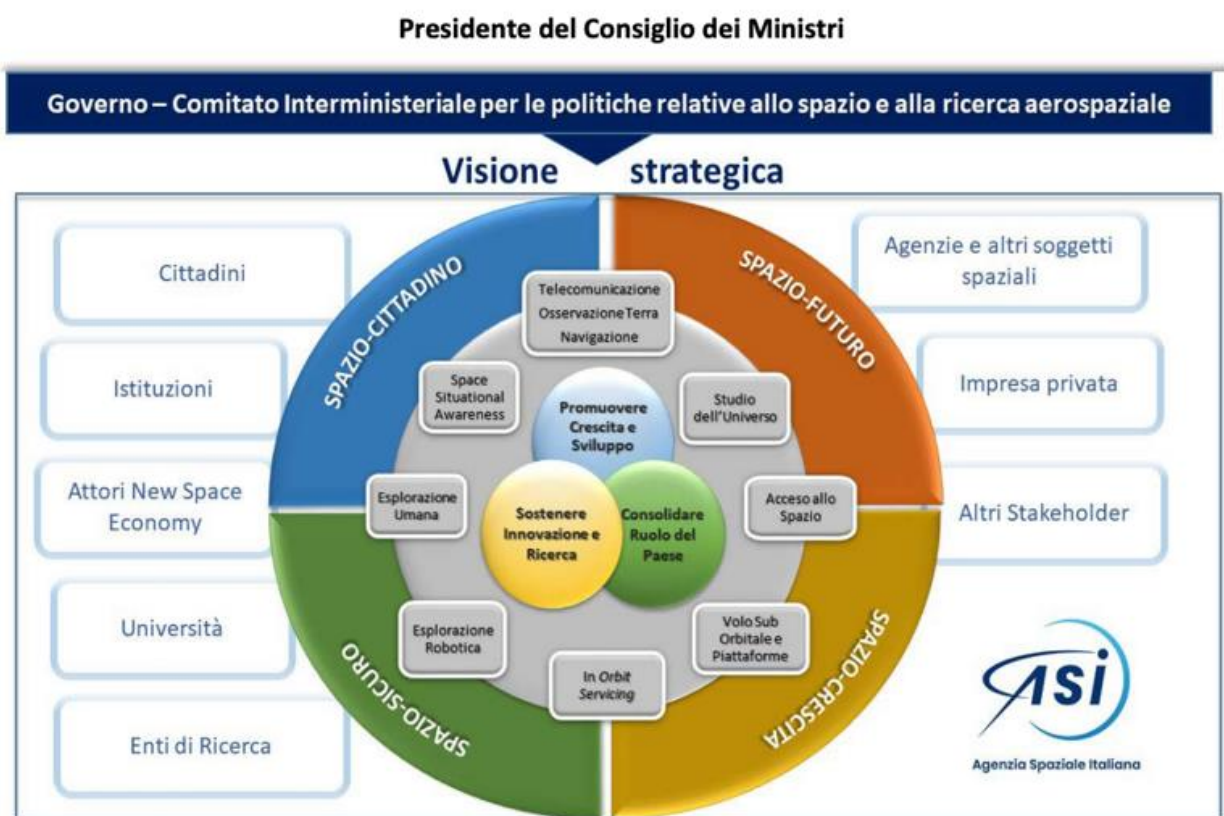 Presidente del Consiglio dei Ministri
Governo – Comitato Interministeriale per le politiche relative allo spazio e alla ricerca aerospaziale
Visione strategica
Cittadini
Istituzioni
Attori New Space
Economy
Università
Enti di Ricerca
SPAZIO-CITTADINO
SPAZIO-FUTURO
SPAZIO-SICURO
SPAZIO-CRESCITA
Telecomunicazione
Osservazione Terra
Navigazione
Space
Situational
Awareness
Studio
dell'Universo
Esplorazione
Umana
Acceso allo
Spazio
Esplorazione
Robotica
Volo Sub
Orbitale e
Piattaforme
In Orbit
Servicing
Promuovere
Crescita e
Sviluppo
Sostenere
Innovazione e
Ricerca
Consolidare
Ruolo del
Paese
Agenzie e altri soggetti
spaziali
Impresa privata
Altri Stakeholder
asi
Agenzia Spaziale Italiana